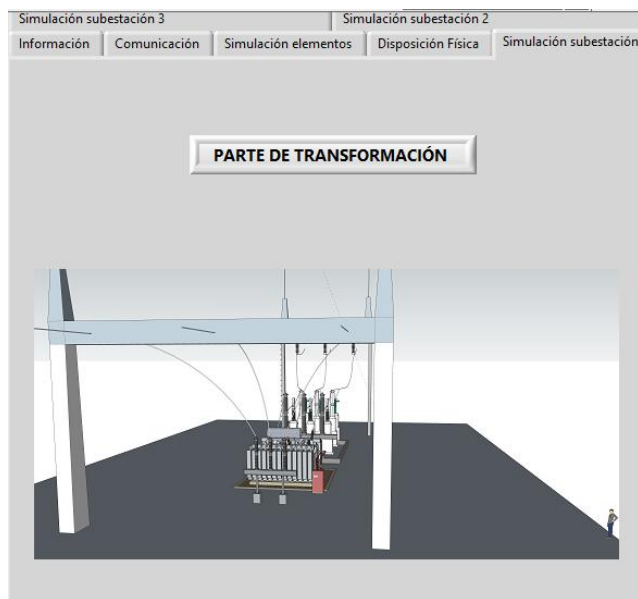 Simulación subestación 3 Simulación subestación 2
Información Comunicación Simulación elementos Disposición Física Simulación subestación
PARTE DE TRANSFORMACIÓN